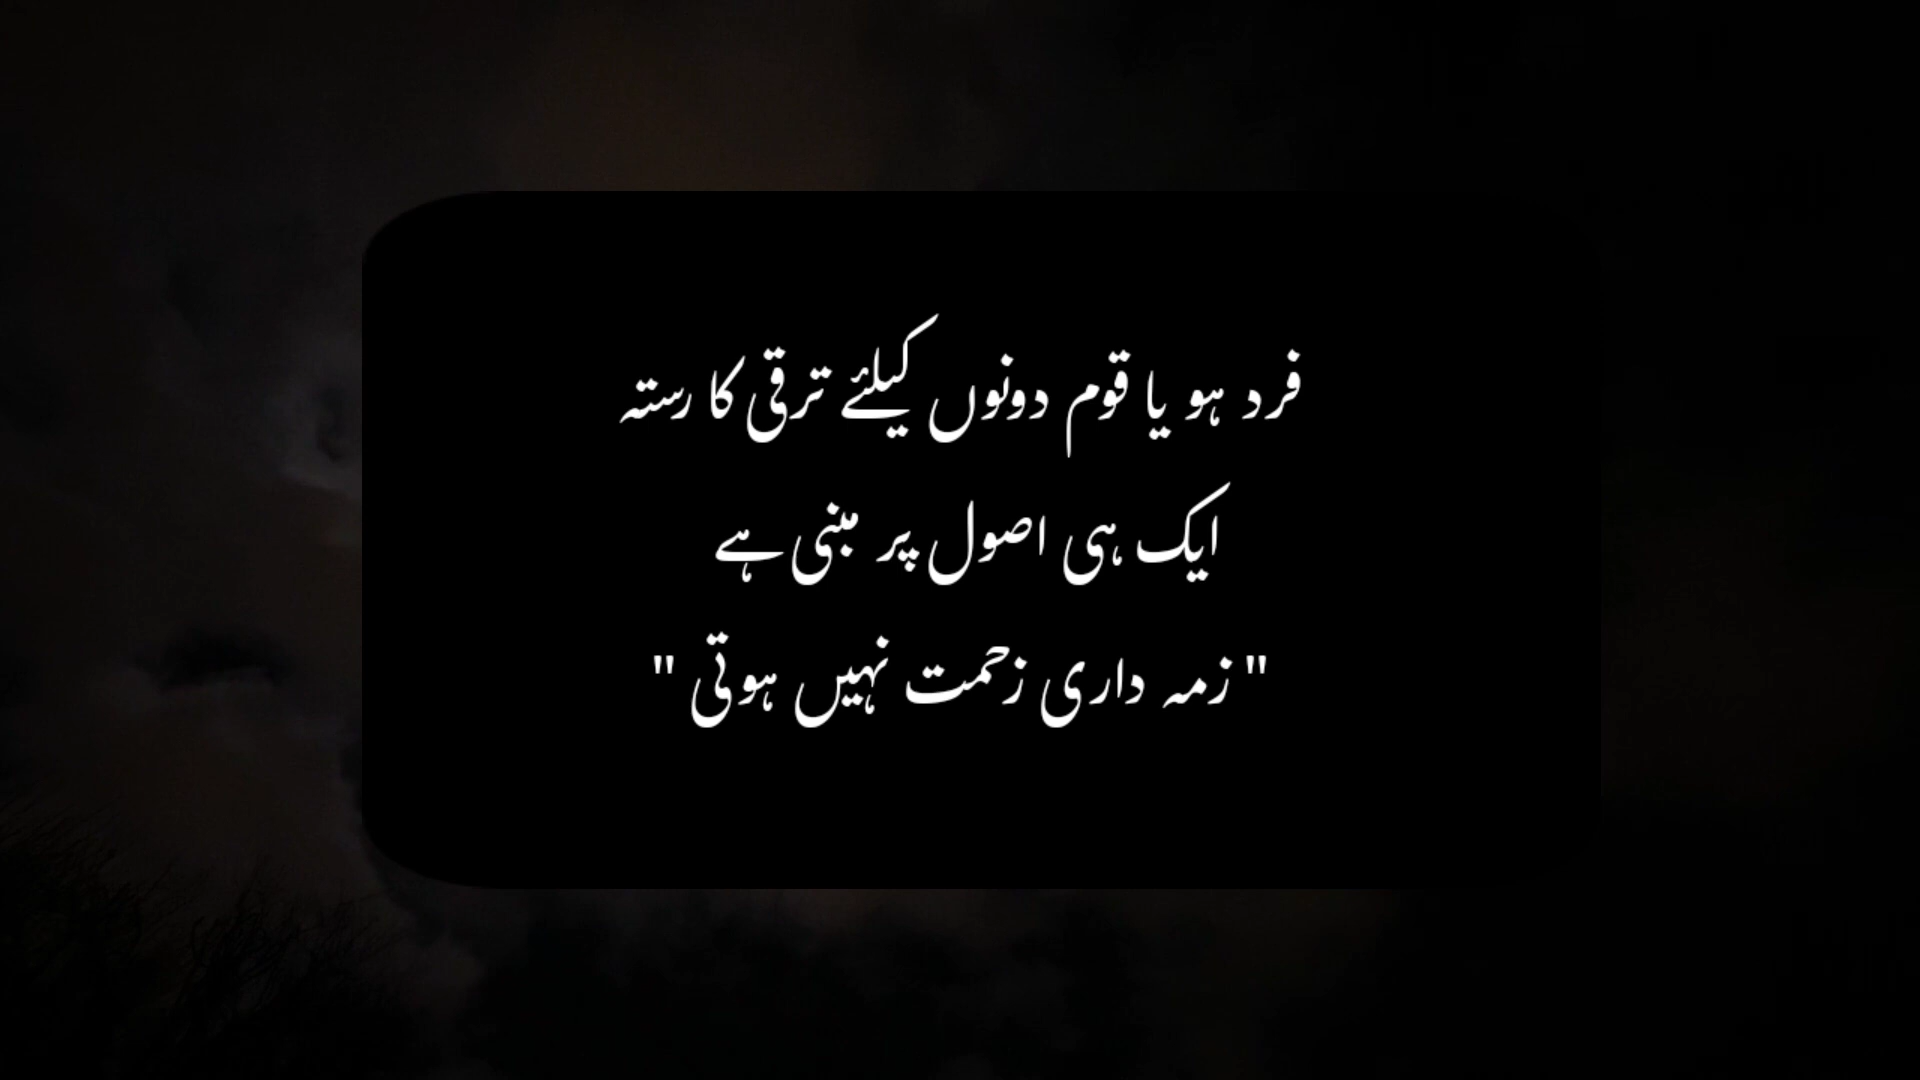 فرد ہو یا قوم دونوں کیلئے ترقی کا رستہ
ایک ہی اصول پر مبنی ہے
" زمہ داری زحمت نہیں ہوتی "